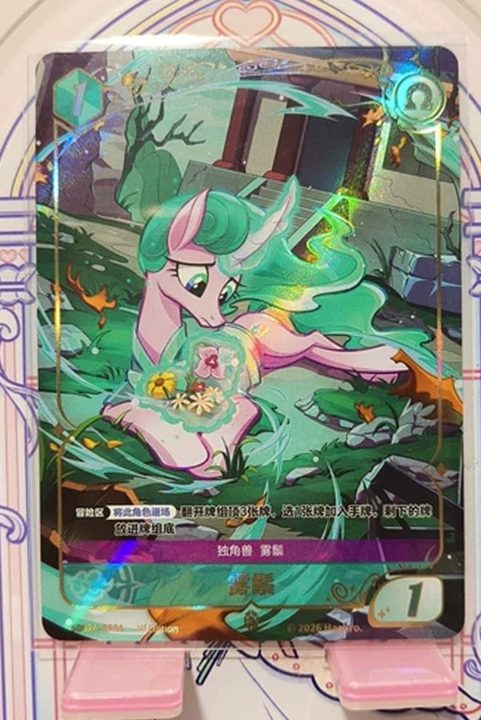 1
冒险区 将此角色退场 翻开牌组顶3张牌，选1张牌加入手牌，剩下的牌
放进牌组底
独角兽 雾鬃
雾鬃
1
© 2026 Hasbro.